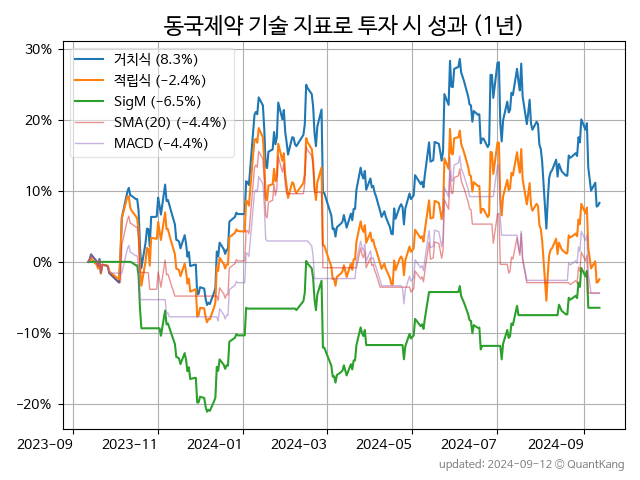 동국제약 기술 지표로 투자 시 성과 (1년)
30%
20%
10%
0%
−10%
−20%
거치식 (8.3%)
적립식 (−2.4%)
SigM (−6.5%)
SMA(20) (−4.4%)
MACD (−4.4%)
2023-09 2023-11 2024-01 2024-03 2024-05 2024-07 2024-09
updated: 2024-09-12 © QuantKang